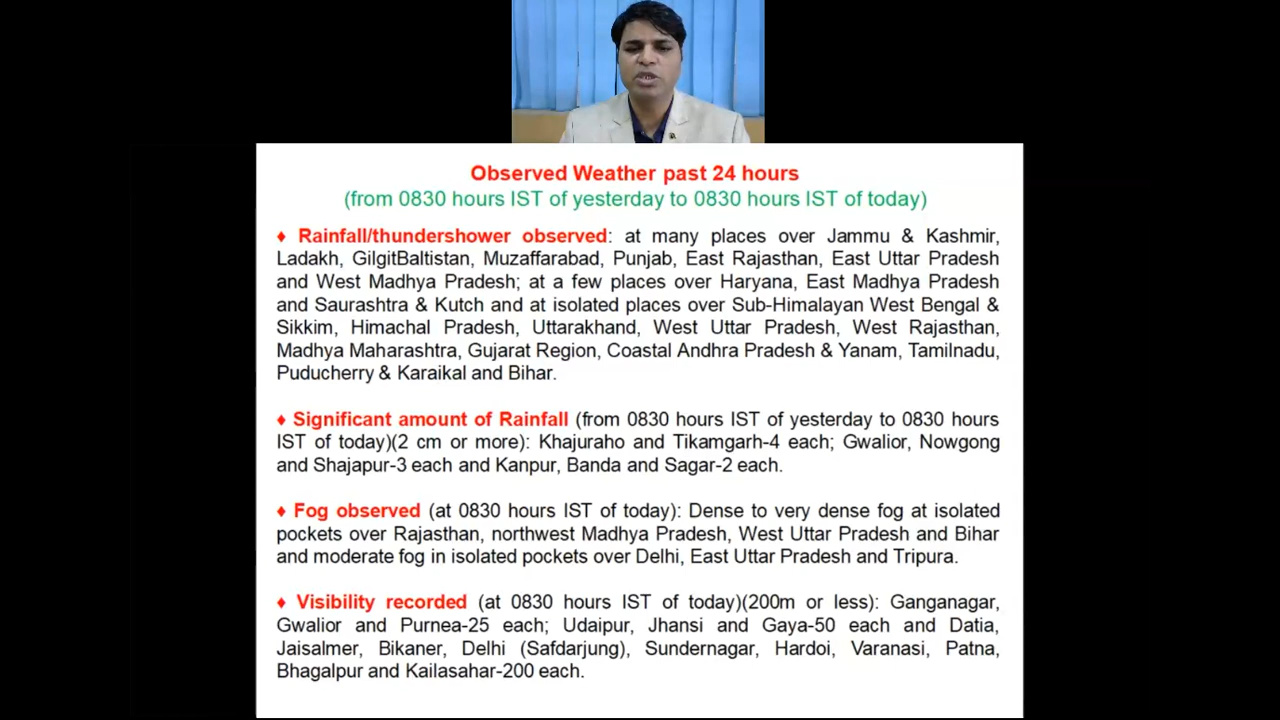 Observed Weather past 24 hours
(from 0830 hours IST of yesterday to 0830 hours IST of today)
♦ Rainfall/thundershower observed: at many places over Jammu & Kashmir,
Ladakh, GilgitBaltistan, Muzaffarabad, Punjab, East Rajasthan, East Uttar Pradesh
and West Madhya Pradesh; at a few places over Haryana, East Madhya Pradesh
and Saurashtra & Kutch and at isolated places over Sub-Himalayan West Bengal &
Sikkim, Himachal Pradesh, Uttarakhand, West Uttar Pradesh, West Rajasthan,
Madhya Maharashtra, Gujarat Region, Coastal Andhra Pradesh & Yanam, Tamilnadu,
Puducherry & Karaikal and Bihar.
♦ Significant amount of Rainfall (from 0830 hours IST of yesterday to 0830 hours
IST of today)(2 cm or more): Khajuraho and Tikamgarh-4 each; Gwalior, Nowgong
and Shajapur-3 each and Kanpur, Banda and Sagar-2 each.
♦ Fog observed (at 0830 hours IST of today): Dense to very dense fog at isolated
pockets over Rajasthan, northwest Madhya Pradesh, West Uttar Pradesh and Bihar
and moderate fog in isolated pockets over Delhi, East Uttar Pradesh and Tripura.
♦ Visibility recorded (at 0830 hours IST of today)(200m or less): Ganganagar,
Gwalior and Purnea-25 each; Udaipur, Jhansi and Gaya-50 each and Datia,
Jaisalmer, Bikaner, Delhi (Safdarjung), Sundernagar, Hardoi, Varanasi, Patna,
Bhagalpur and Kailasahar-200 each.